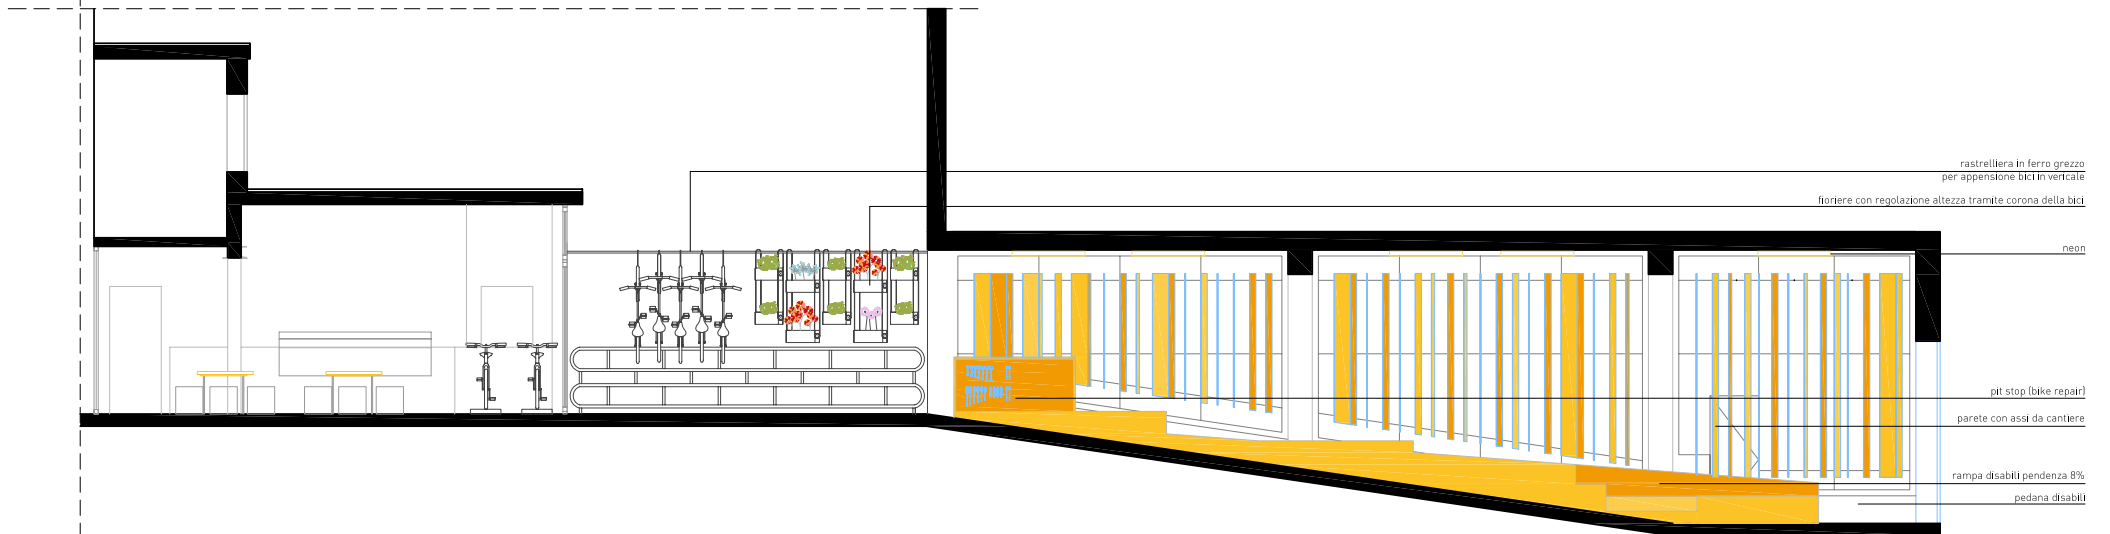 rastrelliera in ferro grezzo
per appensione bici in vericale
fioriere con regolazione altezza tramite corona della bici
neon
pit stop (bike repair)
parete con assi da cantiere
rampa disabili pendenza 8%
pedana disabili